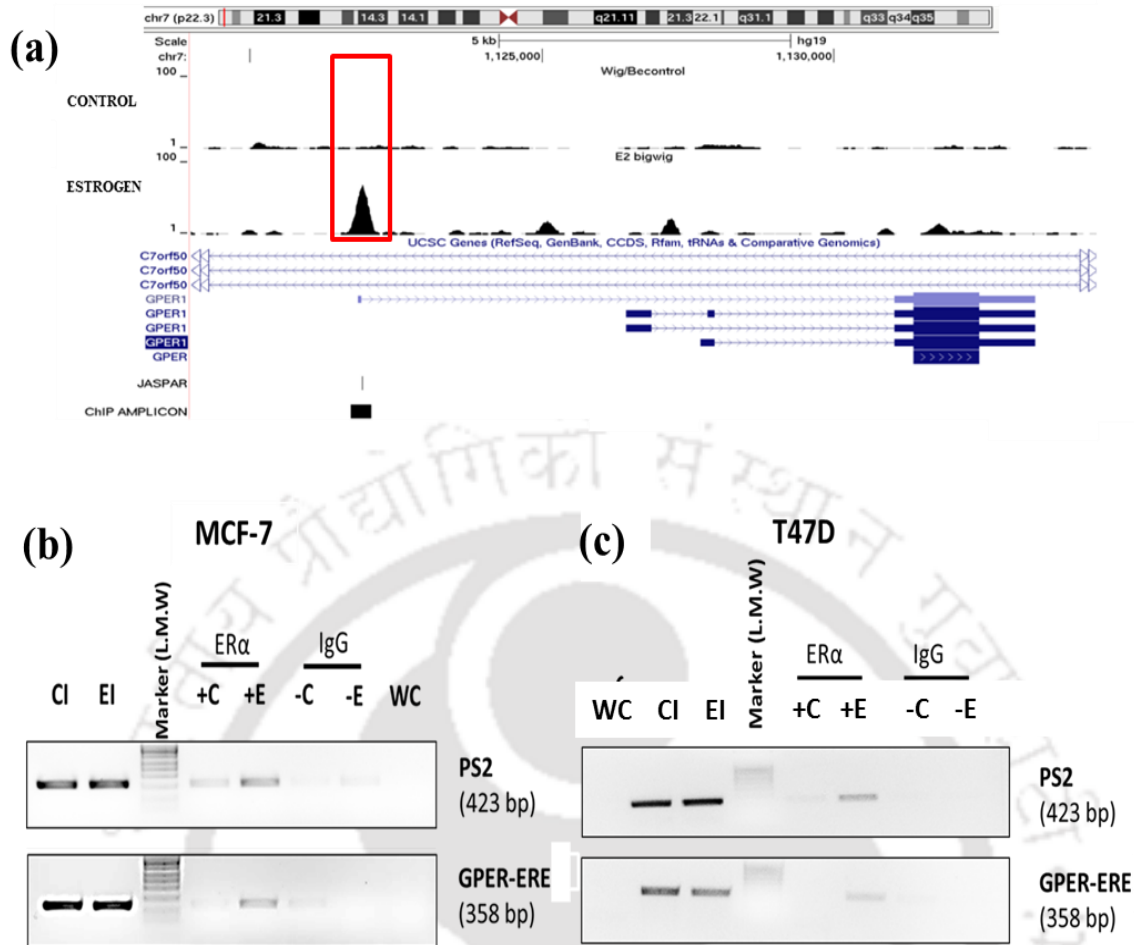 (a)
chr7 (p22.3) 21.3 14.3 14.1 q21.11 21.3 22.1 q31.1 q33 q34 q35
Scale 5 kb hg19
chr7: 1,125,000 1,130,000
100 Wig/Becontrol
CONTROL
1
100 E2 bigwig
ESTROGEN
1
UCSC Genes (RefSeq, GenBank, CCDS, Rfam, tRNAs & Comparative Genomics)
C7orf50
C7orf50
C7orf50
GPER1
GPER1
GPER1
GPER1
GPER
JASPAR
ChIP AMPLICON
(b) MCF-7
Marker (L.M.W)
ERα IgG
CI EI +C +E -C -E WC
PS2
(423 bp)
GPER-ERE
(358 bp)
(c) T47D
Marker (L.M.W)
ERα IgG
WC CI EI +C +E -C -E
PS2
(423 bp)
GPER-ERE
(358 bp)